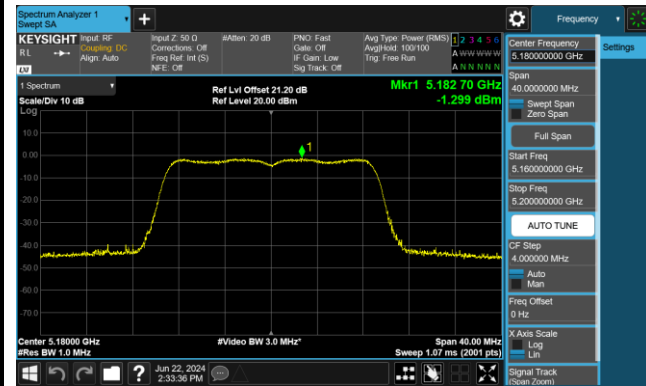 Spectrum Analyzer 1
Swept SA
+
Frequency
KEYSIGHT
RL
Input: RF
Coupling: DC
Align: Auto
Input Z: 50 Ω
Corrections: Off
Freq Ref: Int (S)
NFE: Off
#Atten: 20 dB
PNO: Fast
Gate: Off
IF Gain: Low
Sig Track: Off
Avg Type: Power (RMS)
Avg|Hold: 100/100
Trig: Free Run
1 2 3 4 5 6
A W W W W W
A N N N N N
LXI
1 Spectrum
Scale/Div 10 dB
Log
Ref Lvl Offset 21.20 dB
Ref Level 20.00 dBm
Mkr1 5.182 70 GHz
-1.299 dBm
1
10.0
0.00
-10.0
-20.0
-30.0
-40.0
-50.0
-60.0
-70.0
Center 5.18000 GHz
#Res BW 1.0 MHz
#Video BW 3.0 MHz*
Span 40.00 MHz
Sweep 1.07 ms (2001 pts)
?
Jun 22, 2024
2:33:36 PM
Center Frequency
5.180000000 GHz
Settings
Span
40.0000000 MHz
Swept Span
Zero Span
Full Span
Start Freq
5.160000000 GHz
Stop Freq
5.200000000 GHz
AUTO TUNE
CF Step
4.000000 MHz
Auto
Man
Freq Offset
0 Hz
X Axis Scale
Log
Lin
Signal Track
(Span Zoom)